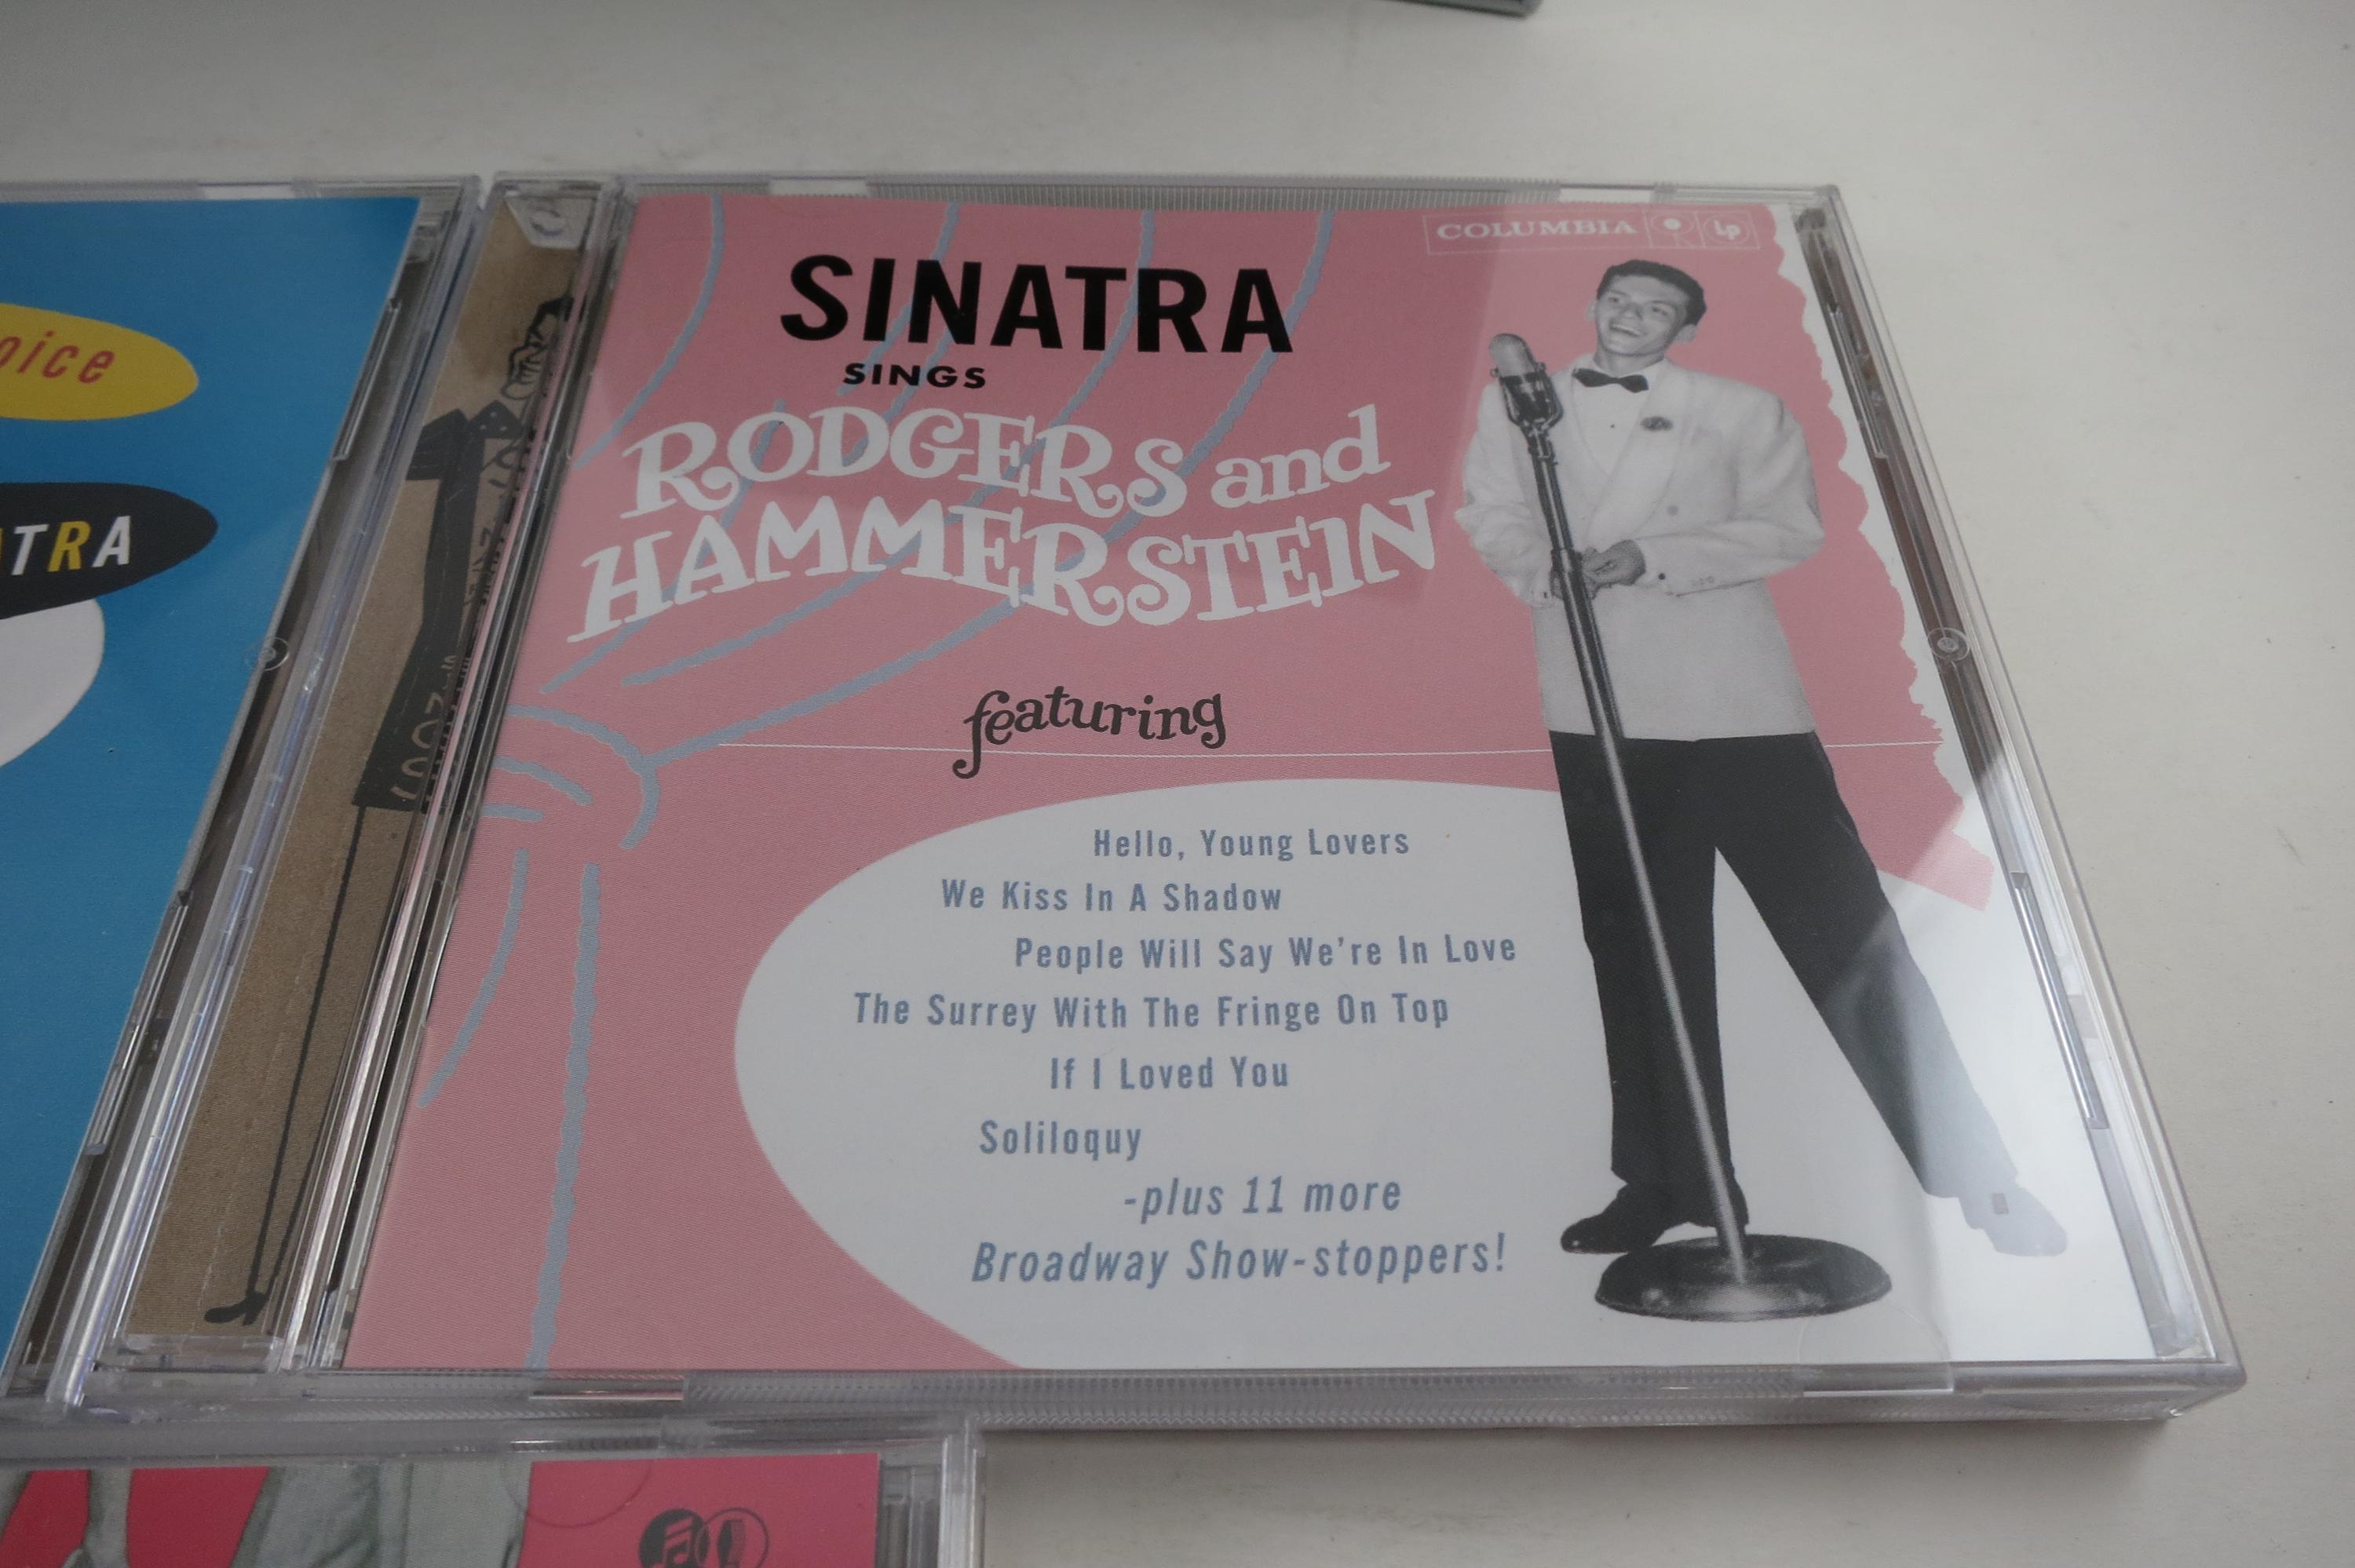 COLUMBIA Lp
SINATRA
SINGS
RODGERS and
HAMMERSTEIN
featuring
Hello, Young Lovers
We Kiss In A Shadow
People Will Say We're In Love
The Surrey With The Fringe On Top
If I Loved You
Soliloquy
-plus 11 more
Broadway Show-stoppers!
oice
ATRA